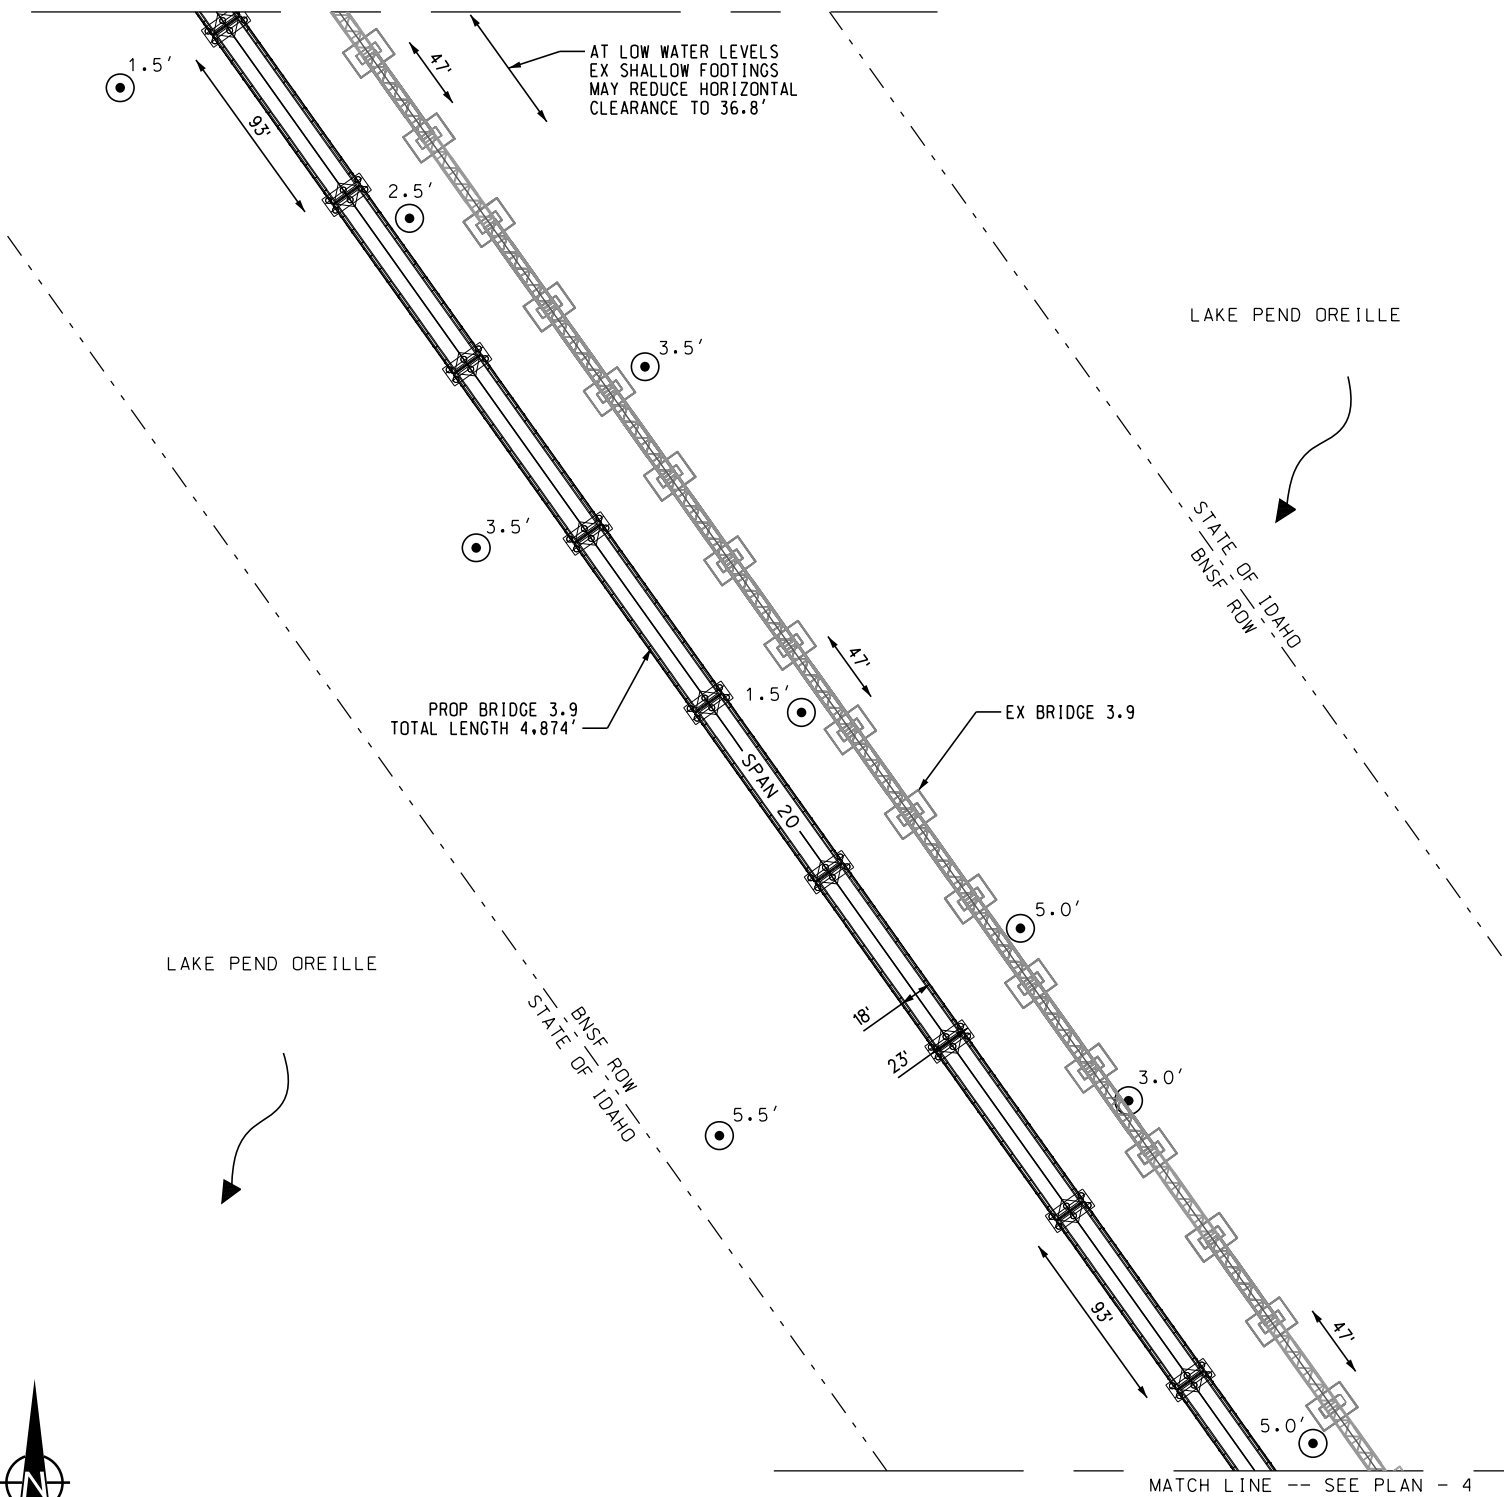 1.5′
47′
AT LOW WATER LEVELS
EX SHALLOW FOOTINGS
MAY REDUCE HORIZONTAL
CLEARANCE TO 36.8′
93′
2.5′
LAKE PEND OREILLE
3.5′
3.5′
STATE OF IDAHO
BNSF ROW
47′
1.5′
PROP BRIDGE 3.9
TOTAL LENGTH 4,874′
EX BRIDGE 3.9
SPAN 20
5.0′
LAKE PEND OREILLE
18′
23′
BNSF ROW
STATE OF IDAHO
3.0′
5.5′
93′
47′
5.0′
N
MATCH LINE -- SEE PLAN - 4